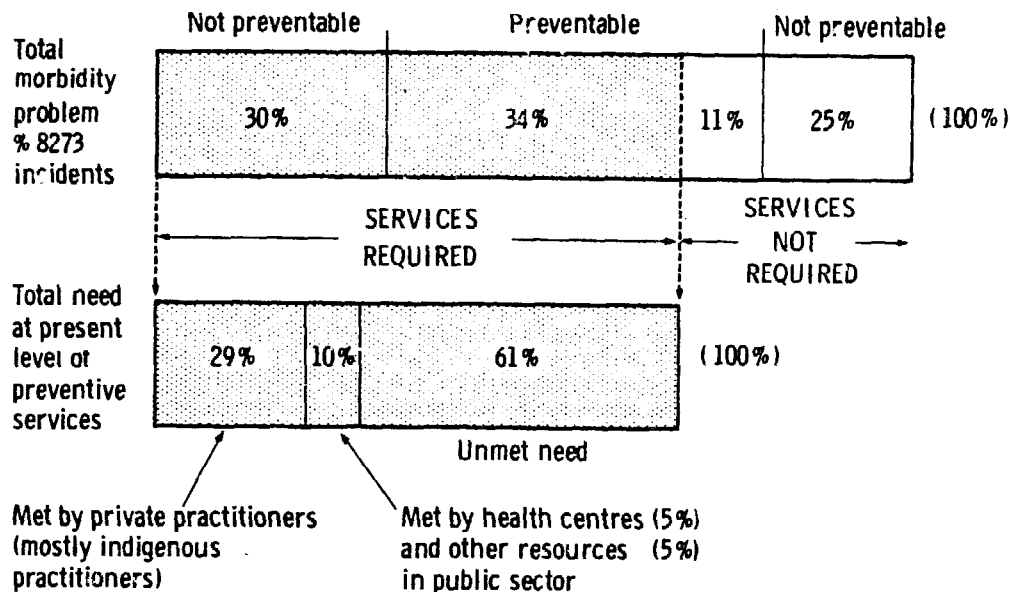 Not preventable
Preventable
Not preventable
Total
morbidity
problem
% 8273
incidents
30%
34%
11%
25%
(100%)
SERVICES
REQUIRED
SERVICES
NOT
REQUIRED
Total need
at present
level of
preventive
services
29%
10%
61%
(100%)
Unmet need
Met by private practitioners
(mostly indigenous
practitioners)
Met by health centres (5%)
and other resources (5%)
in public sector